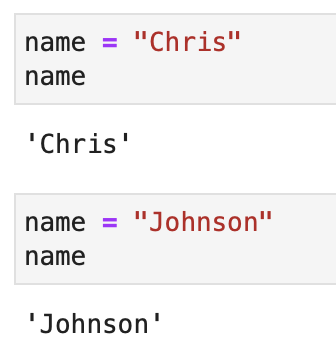 name = "Chris"
name
'Chris'
name = "Johnson"
name
'Johnson'